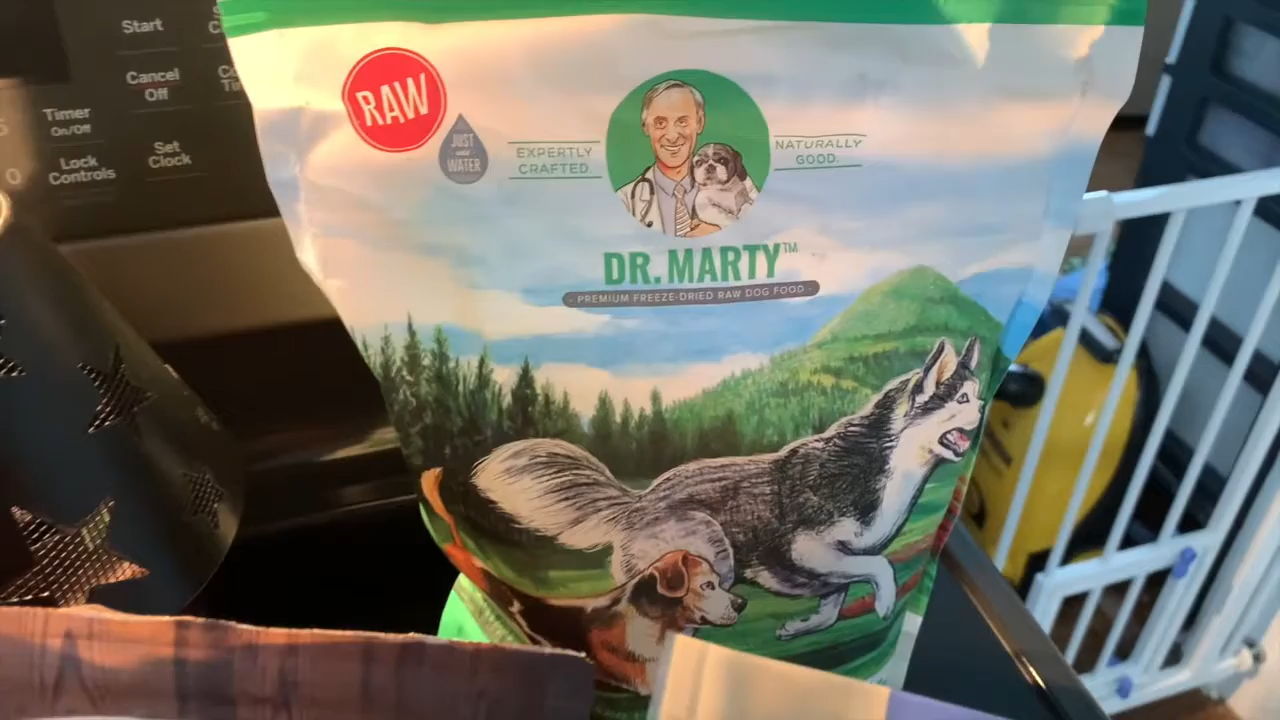 Start
Cancel
Off
Timer
On/Off
Set
Clock
Lock
Controls
0
RAW
JUST
WATER
EXPERTLY
CRAFTED.
NATURALLY
GOOD.
DR. MARTY™
- PREMIUM FREEZE-DRIED RAW DOG FOOD -